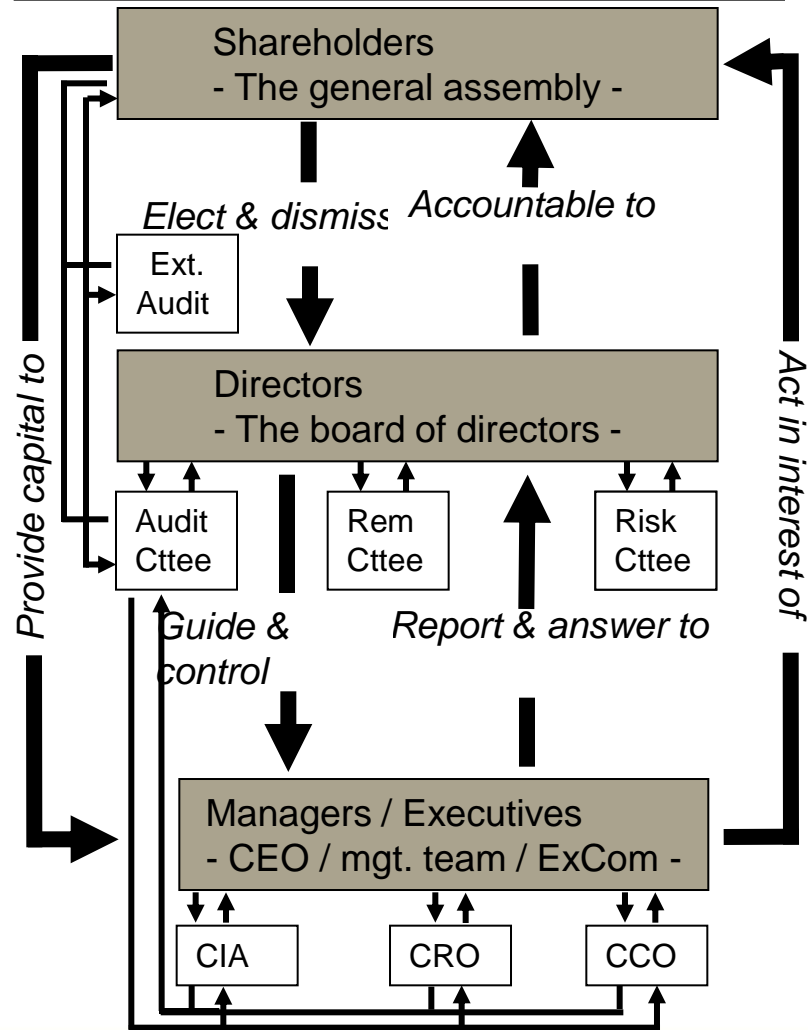 Shareholders
- The general assembly -
Elect & dismiss
Accountable to
Ext.
Audit
Provide capital to
Act in interest of
Directors
- The board of directors -
Audit
Cttee
Rem
Cttee
Risk
Cttee
Guide &
control
Report & answer to
Managers / Executives
- CEO / mgt. team / ExCom -
CIA
CRO
CCO